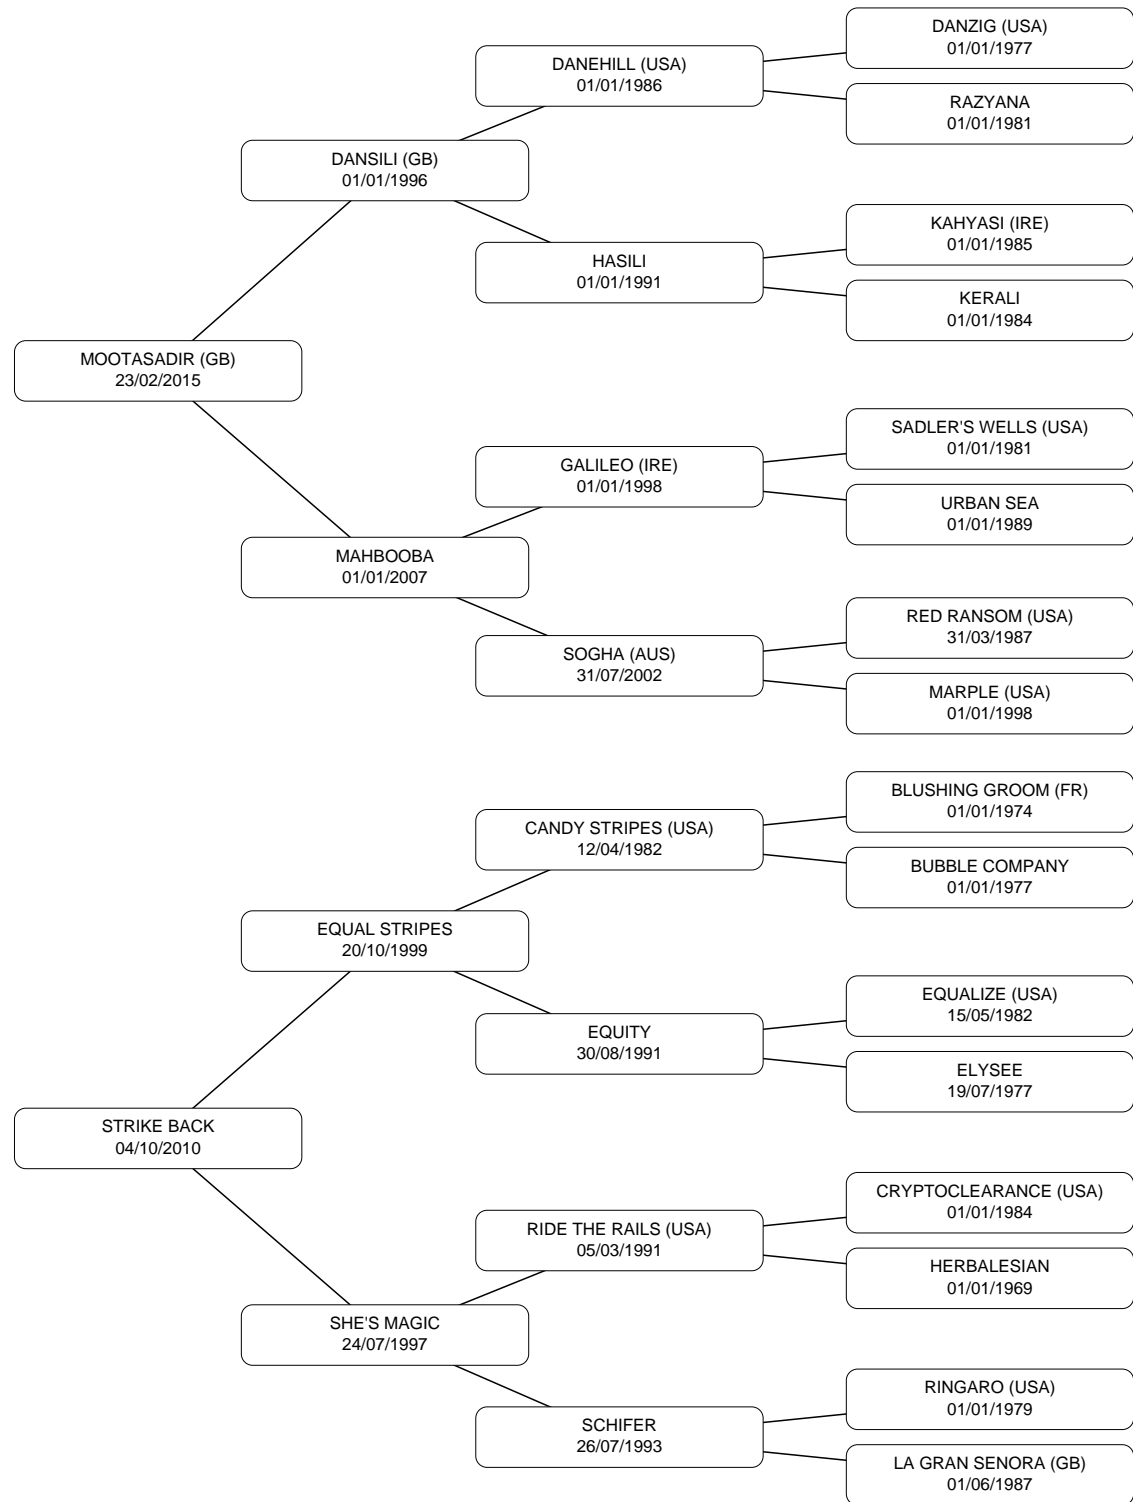 DANZIG (USA)
01/01/1977
DANEHILL (USA)
01/01/1986
RAZYANA
01/01/1981
DANSILI (GB)
01/01/1996
KAHYASI (IRE)
01/01/1985
HASILI
01/01/1991
KERALI
01/01/1984
MOOTASADIR (GB)
23/02/2015
SADLER'S WELLS (USA)
01/01/1981
GALILEO (IRE)
01/01/1998
URBAN SEA
01/01/1989
MAHBOOBA
01/01/2007
RED RANSOM (USA)
31/03/1987
SOGHA (AUS)
31/07/2002
MARPLE (USA)
01/01/1998
BLUSHING GROOM (FR)
01/01/1974
CANDY STRIPES (USA)
12/04/1982
BUBBLE COMPANY
01/01/1977
EQUAL STRIPES
20/10/1999
EQUALIZE (USA)
15/05/1982
EQUITY
30/08/1991
ELYSEE
19/07/1977
STRIKE BACK
04/10/2010
CRYPTOCLEARANCE (USA)
01/01/1984
RIDE THE RAILS (USA)
05/03/1991
HERBALESIAN
01/01/1969
SHE'S MAGIC
24/07/1997
RINGARO (USA)
01/01/1979
SCHIFER
26/07/1993
LA GRAN SENORA (GB)
01/06/1987